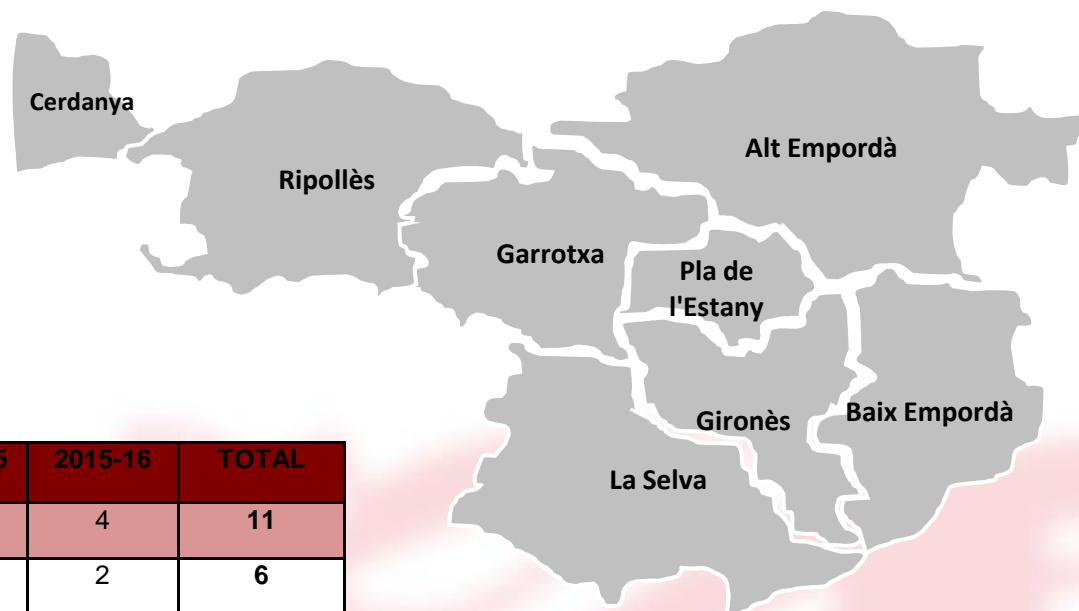 Cerdanya
Alt Empordà
Ripollès
Garrotxa
Pla de
l'Estany
Gironès
Baix Empordà
La Selva
5 2015-16 TOTAL
4 11
2 6